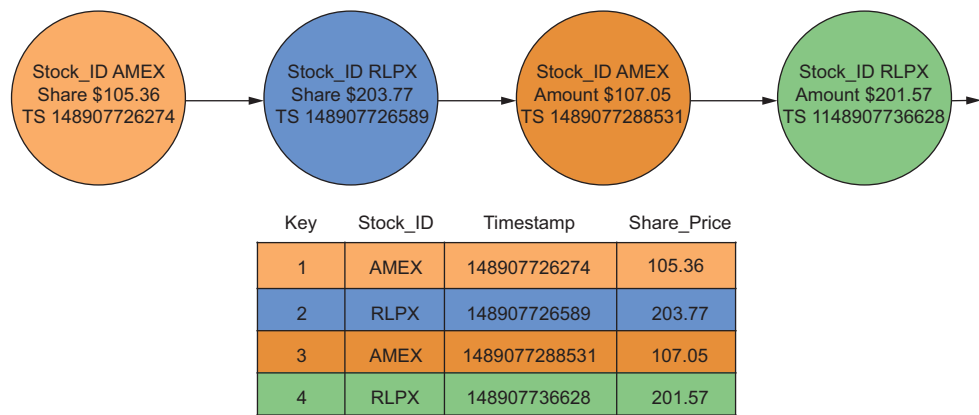 Stock_ID AMEX
Share $105.36
TS 148907726274
Stock_ID RLPX
Share $203.77
TS 148907726589
Stock_ID AMEX
Amount $107.05
TS 1489077288531
Stock_ID RLPX
Amount $201.57
TS 1148907736628
Key Stock_ID Timestamp Share_Price
1 AMEX 148907726274 105.36
2 RLPX 148907726589 203.77
3 AMEX 1489077288531 107.05
4 RLPX 148907736628 201.57